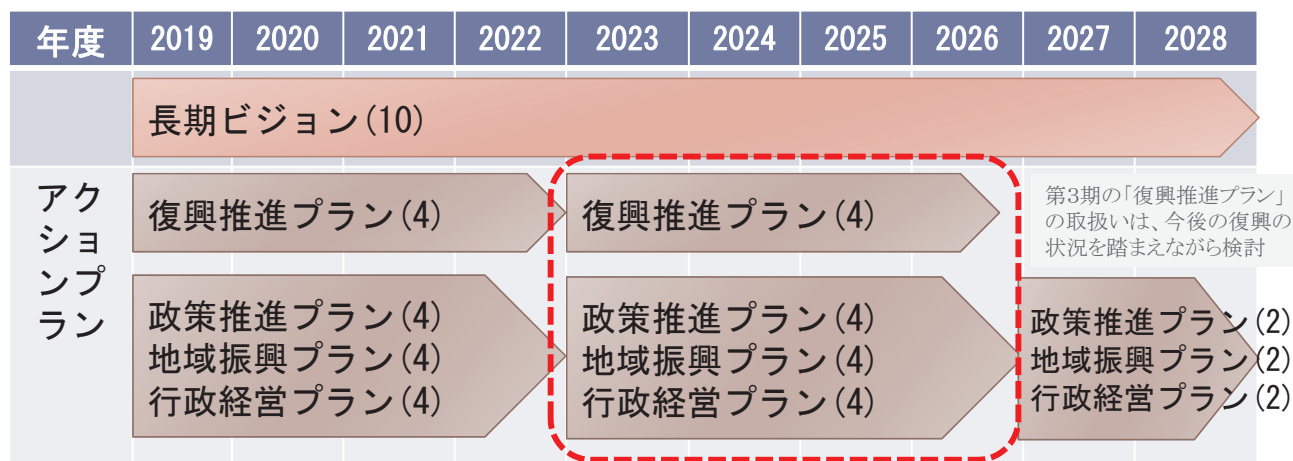 年度 2019 2020 2021 2022 2023 2024 2025 2026 2027 2028
長期ビジョン(10)
アク
ショ
ンプ
ラン
復興推進プラン(4)
復興推進プラン(4)
第3期の「復興推進プラン」
の取扱いは、今後の復興の
状況を踏まえながら検討
政策推進プラン(4)
地域振興プラン(4)
行政経営プラン(4)
政策推進プラン(4)
地域振興プラン(4)
行政経営プラン(4)
政策推進プラン(2)
地域振興プラン(2)
行政経営プラン(2)